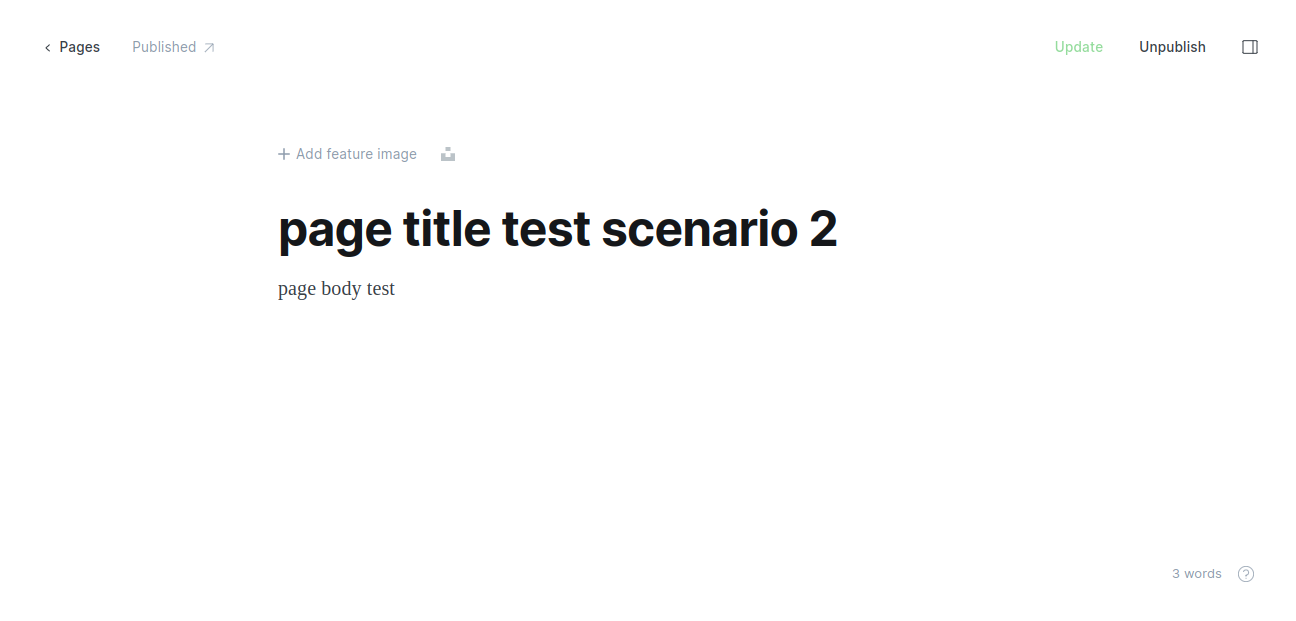 Pages Published Update Unpublish
Add feature image
page title test scenario 2
page body test
3 words